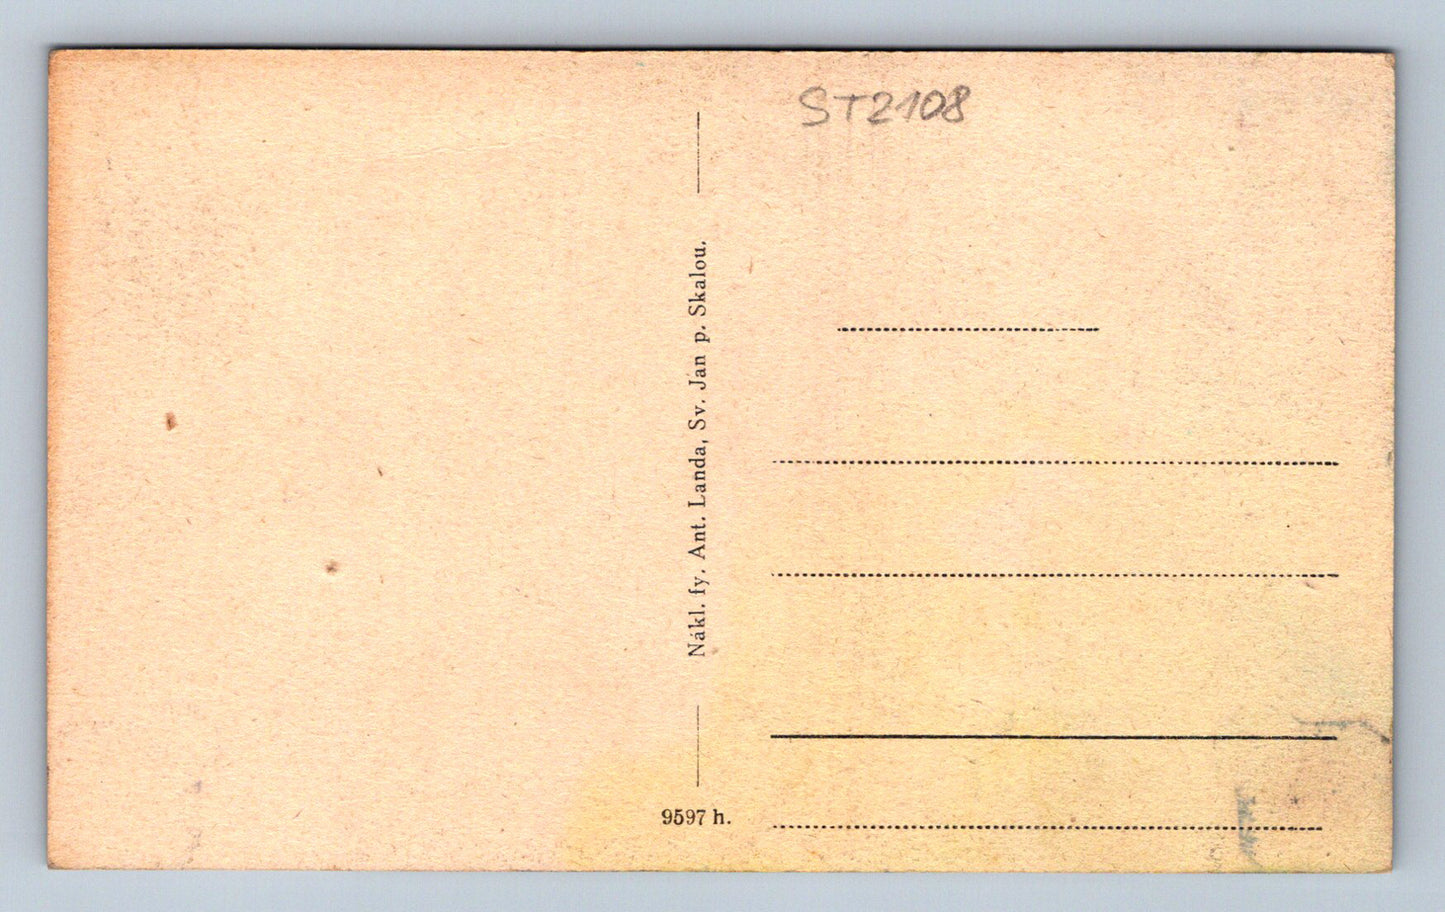 ST2108
Nákl. fy. Ant. Landa, Sv. Jan p. Skalou.
9597 h.